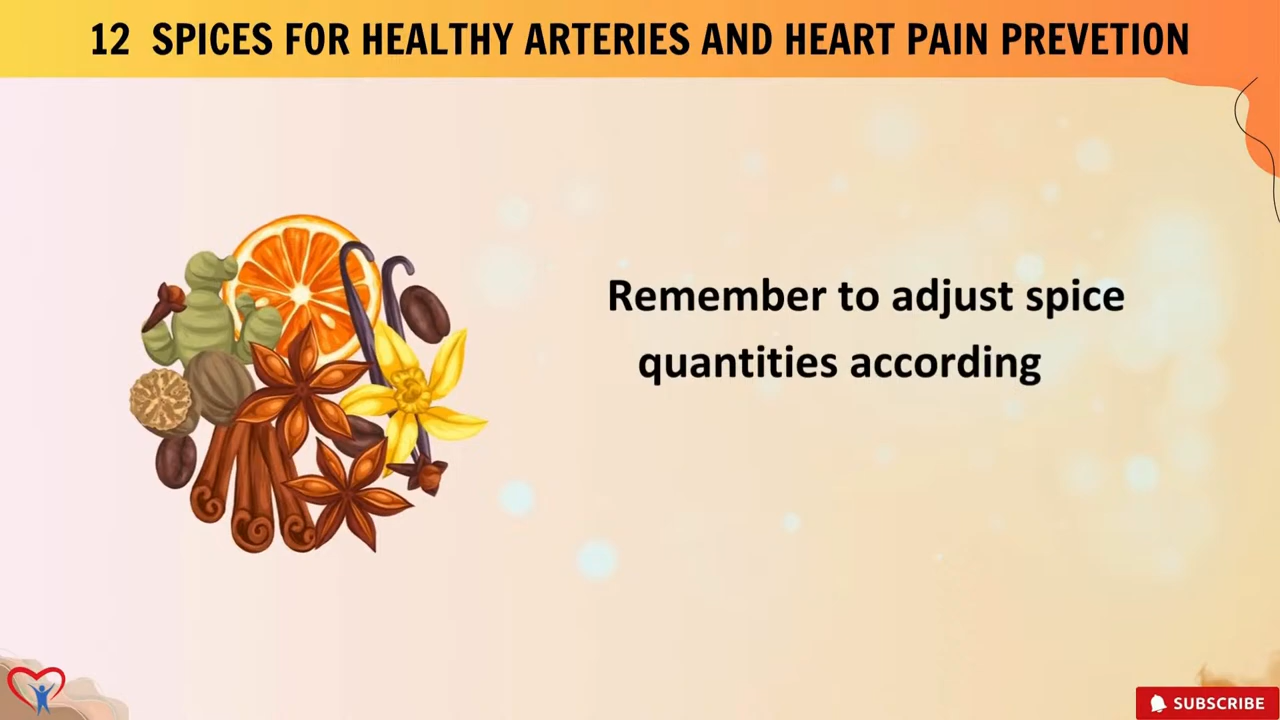 12 SPICES FOR HEALTHY ARTERIES AND HEART PAIN PREVETION
Remember to adjust spice
quantities according
SUBSCRIBE